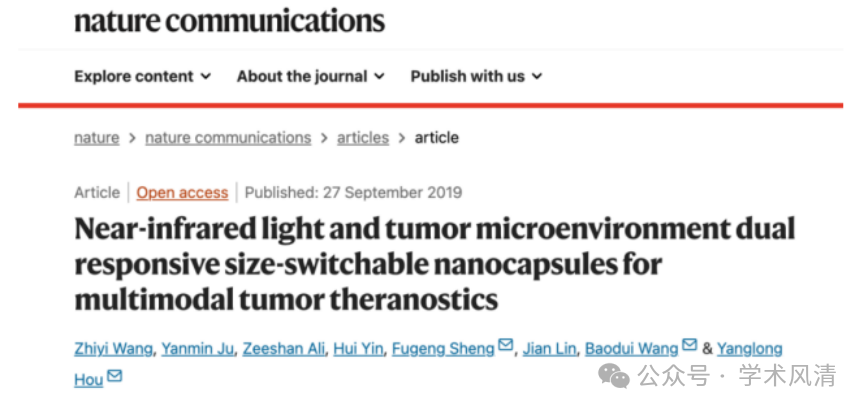 nature communications
Explore content About the journal Publish with us
nature > nature communications > articles > article
Article Open access Published: 27 September 2019
Near-infrared light and tumor microenvironment dual
responsive size-switchable nanocapsules for
multimodal tumor theranostics
Zhiyi Wang, Yanmin Ju, Zeeshan Ali, Hui Yin, Fugeng Sheng, Jian Lin, Baodui Wang & Yanglong
Hou
公众号 · 学术风清